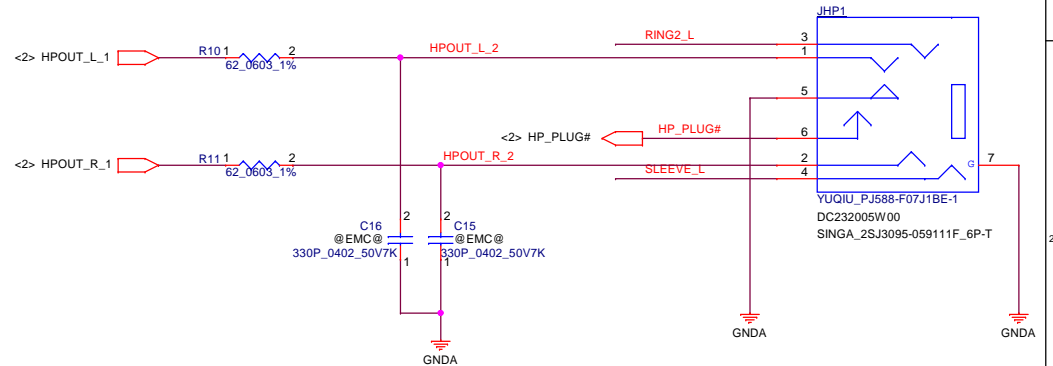 JHP1
RING2_L
3
<2> HPOUT_L_1
R10 1
2
HPOUT_L_2
1
62_0603_1%
5
<2> HP_PLUG#
HP_PLUG#
6
<2> HPOUT_R_1
R11 1
2
HPOUT_R_2
2
G
7
62_0603_1%
SLEEVE_L
4
YUQIU_PJ588-F07J1BE-1
DC232005W00
SINGA_2SJ3095-059111F_6P-T
C16
2
C15
2
@EMC@
@EMC@
330P_0402_50V7K
330P_0402_50V7K
1
1
2
GNDA
GNDA
GNDA